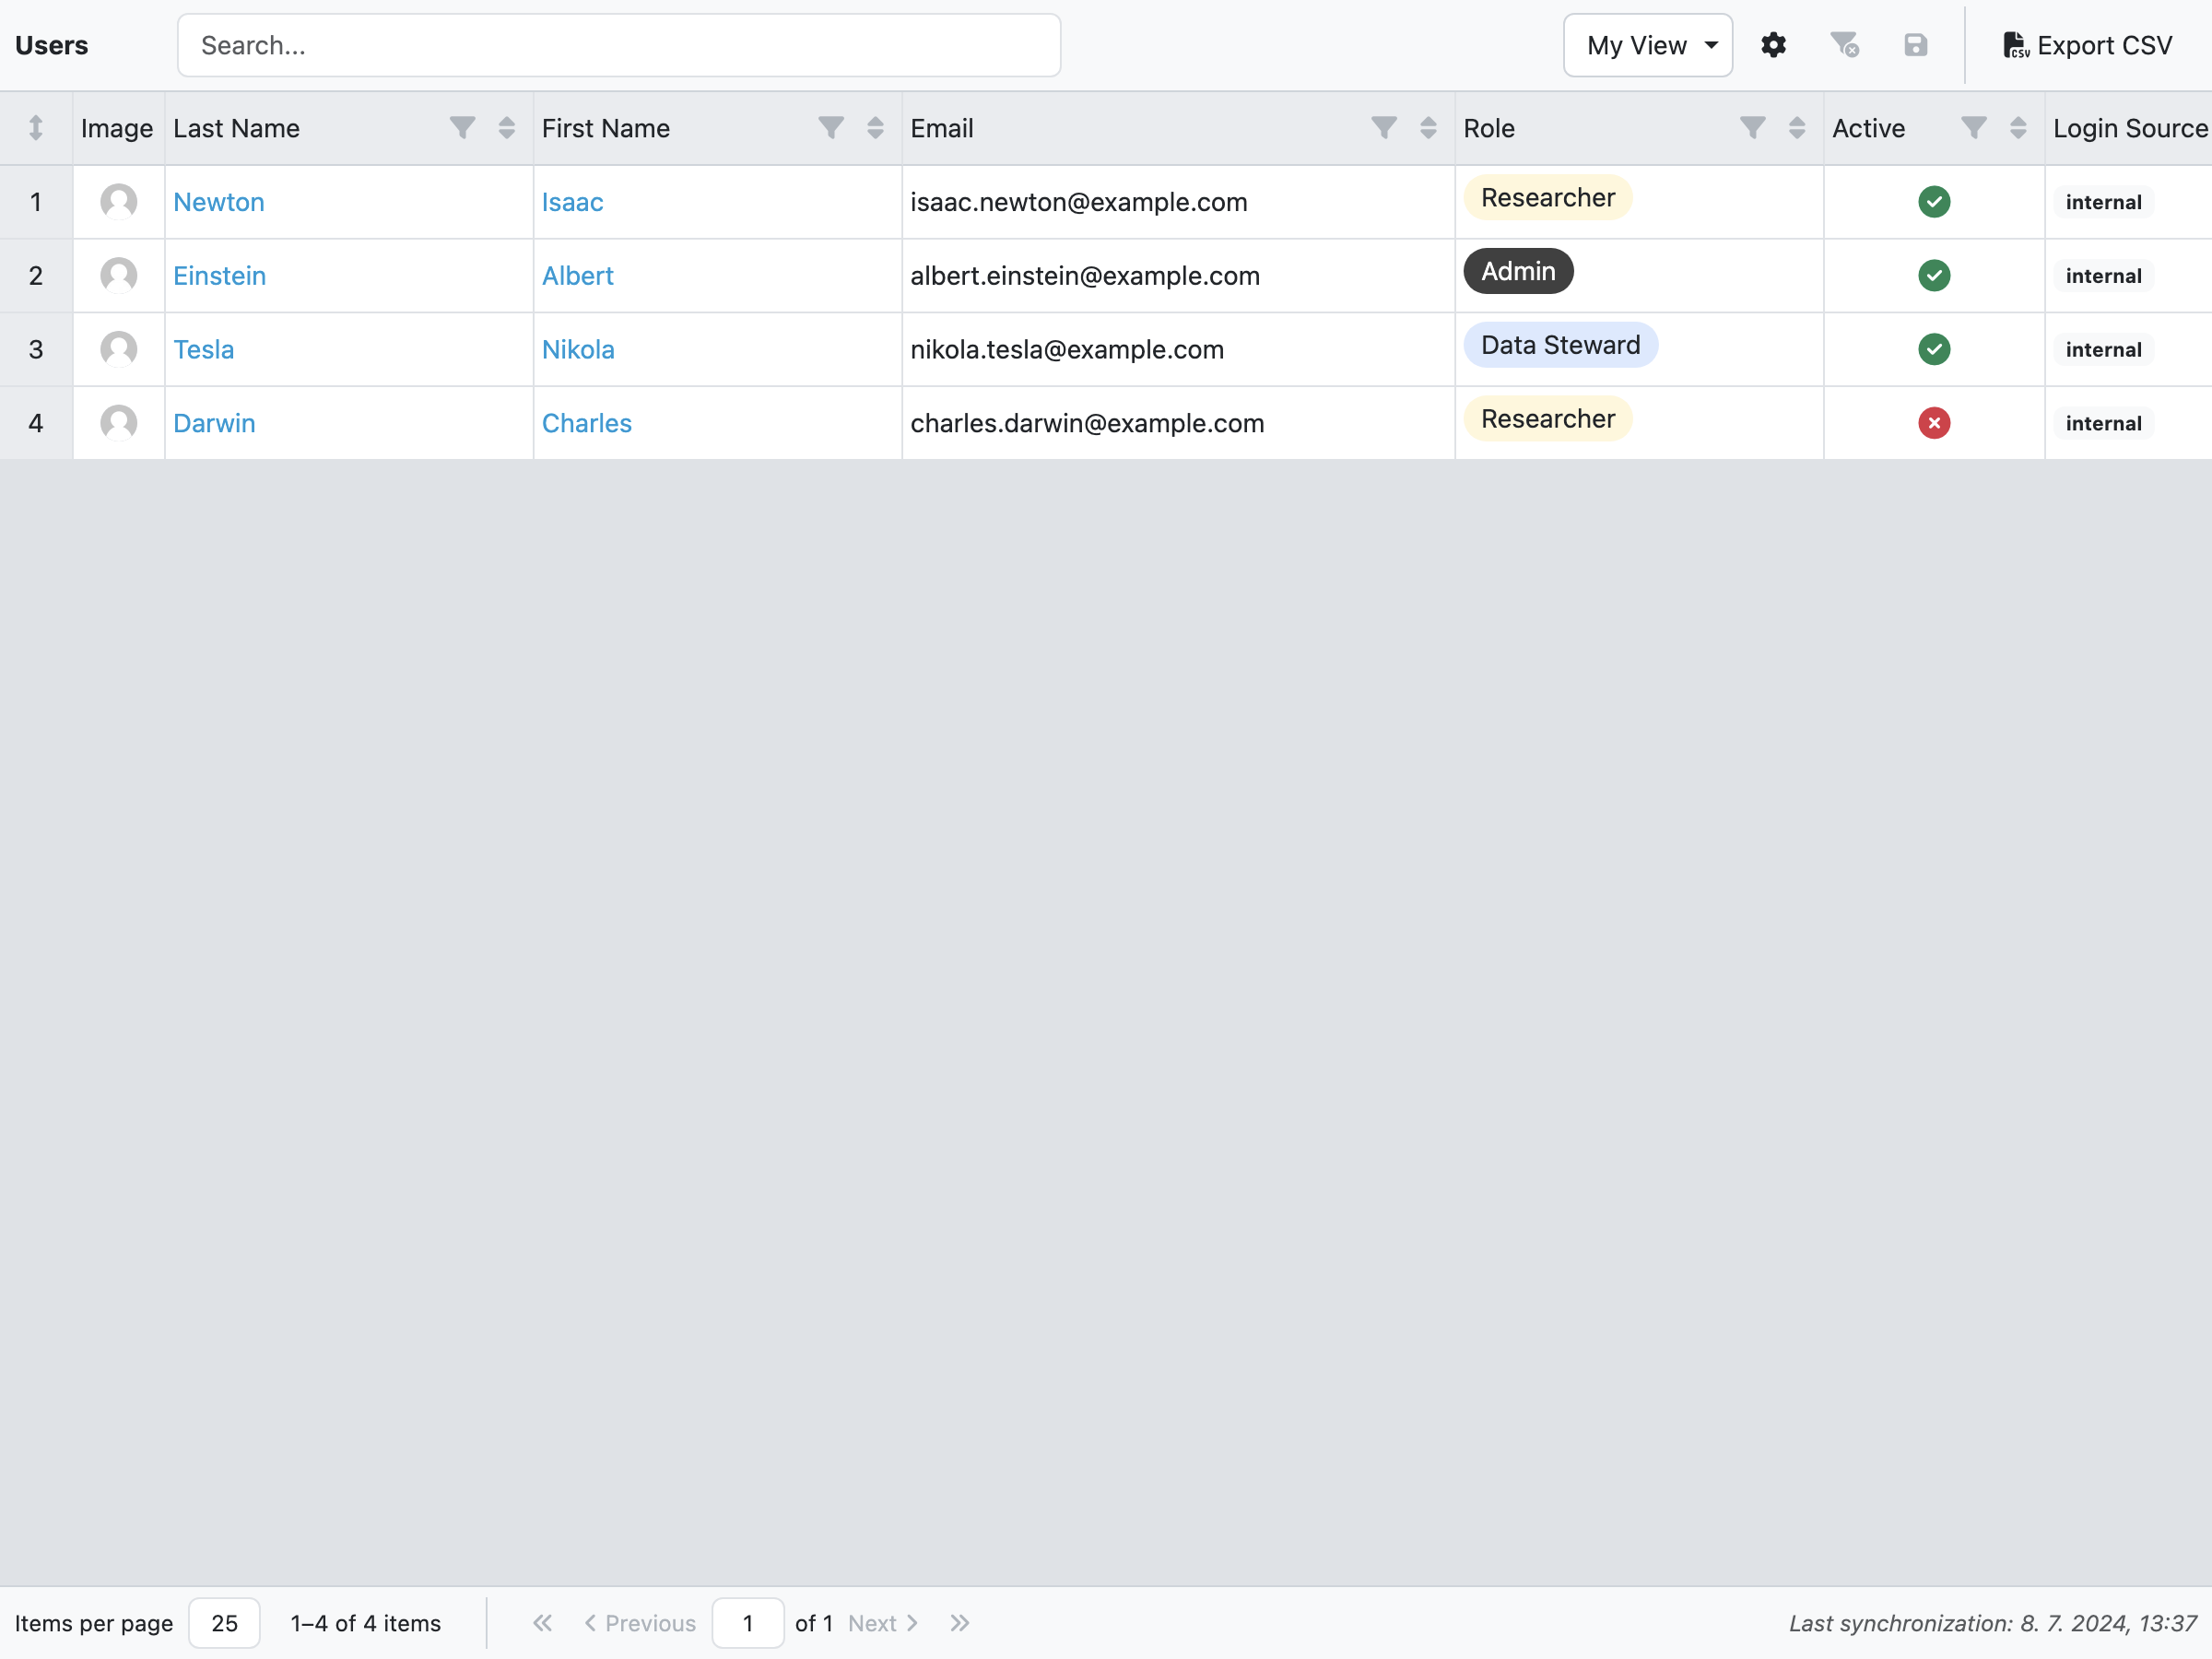 Users Search... My View CSV Export CSV
Image Last Name First Name Email Role Active Login Source
1 Newton Isaac isaac.newton@example.com Researcher internal
2 Einstein Albert albert.einstein@example.com Admin internal
3 Tesla Nikola nikola.tesla@example.com Data Steward internal
4 Darwin Charles charles.darwin@example.com Researcher internal
Items per page 25 1–4 of 4 items Previous 1 of 1 Next Last synchronization: 8. 7. 2024, 13:37